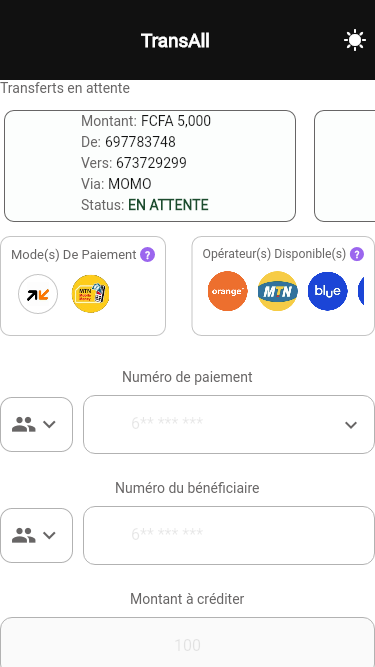 TransAll
Transferts en attente
Montant: FCFA 5,000
De: 697783748
Vers: 673729299
Via: MOMO
Status: EN ATTENTE
Mode(s) De Paiement ?
Opérateur(s) Disponible(s) ?
MTN
orange
MTN
blue
Numéro de paiement
6** *** ***
Numéro du bénéficiaire
6** *** ***
Montant à créditer
100